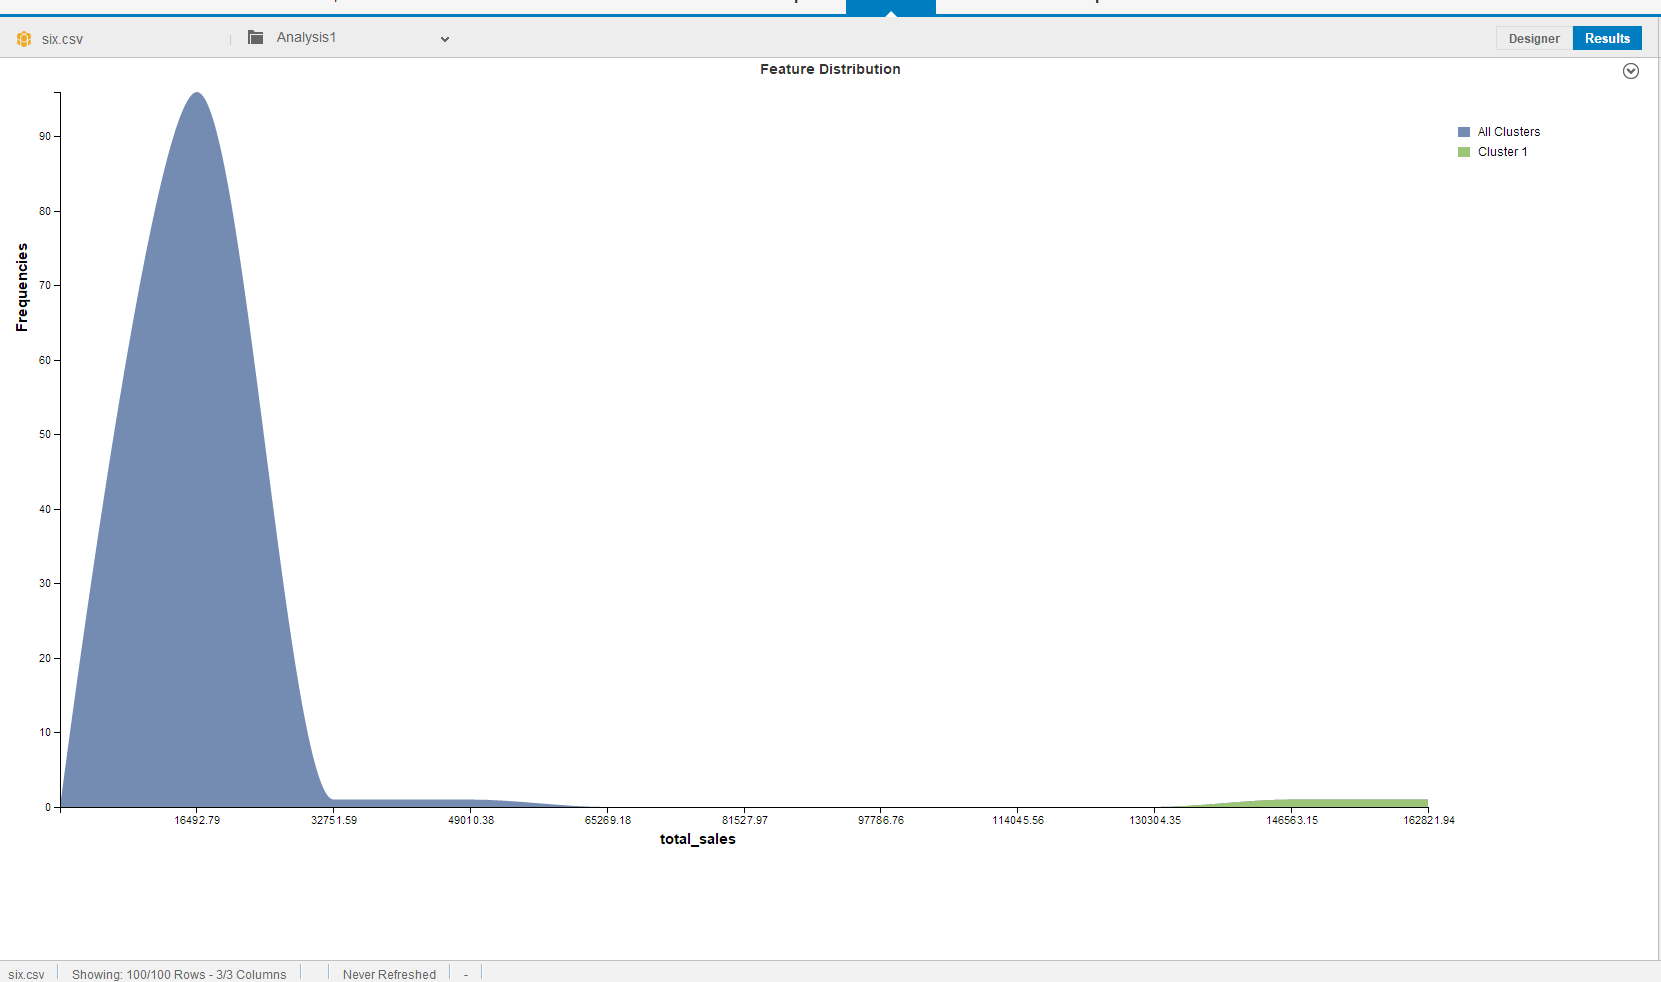 six.csv
Analysis1
Designer
Results
Feature Distribution
All Clusters
Cluster 1
Frequencies
90
80
70
60
50
40
30
20
10
0
16492.79 32751.59 49010.38 65269.18 81527.97 97786.76 114045.56 130304.35 146563.15 162821.94
total_sales
six.csv
Showing: 100/100 Rows - 3/3 Columns
Never Refreshed
-